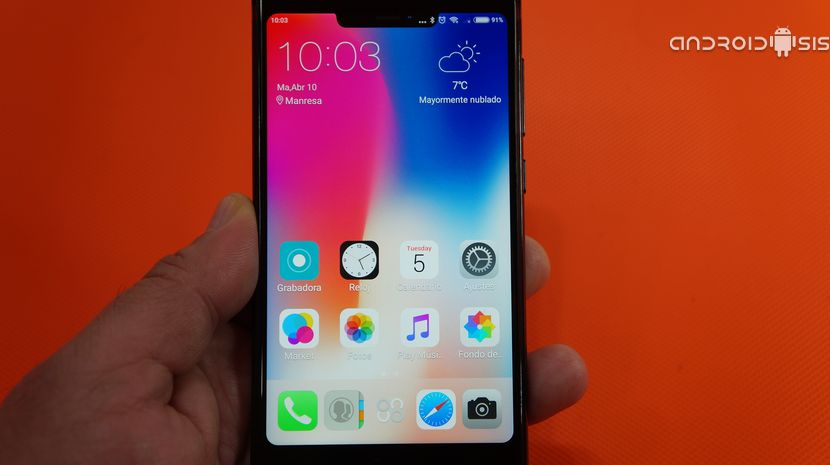 10:03
91%
ANDROIDSIS
10:03
Ma,Abr 10
Manresa
7°C
Mayormente nublado
Tuesday
5
Grabadora
Reloj
Calendario
Ajustes
Market
Fotos
Play Músi...
Fondo de...